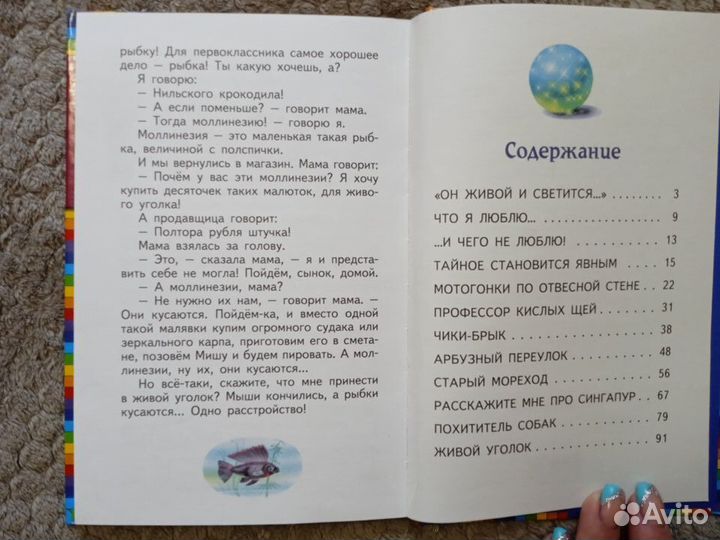 рыбку! Для первоклассника самое хорошее
дело – рыбка! Ты какую хочешь, а?
Я говорю:
– Нильского крокодила!
– А если поменьше? – говорит мама.
– Тогда моллинезию! – говорю я.
Моллинезия – это маленькая такая рыб-
ка, величиной с полспички.
И мы вернулись в магазин. Мама говорит:
– Почём у вас эти моллинезии? Я хочу
купить десяточек таких малюток, для живо-
го уголка!
А продавщица говорит:
– Полтора рубля штучка!
Мама взялась за голову.
– Это, – сказала мама, – я и предста-
вить себе не могла! Пойдём, сынок, домой.
– А моллинезии, мама?
– Не нужно их нам, – говорит мама. –
Они кусаются. Пойдём-ка, и вместо одной
такой малявки купим огромного судака или
зеркального карпа, приготовим его в смета-
не, позовём Мишу и будем пировать. А мол-
линезии, ну их, они кусаются...
Но всё-таки, скажите, что мне принести
в живой уголок? Мыши кончились, а рыбки
кусаются... Одно расстройство!
Содержание
«ОН ЖИВОЙ И СВЕТИТСЯ...» ........ 3
ЧТО Я ЛЮБЛЮ... ........ 9
...И ЧЕГО НЕ ЛЮБЛЮ! ........ 13
ТАЙНОЕ СТАНОВИТСЯ ЯВНЫМ ........ 15
МОТОГОНКИ ПО ОТВЕСНОЙ СТЕНЕ ... 22
ПРОФЕССОР КИСЛЫХ ЩЕЙ ........ 31
ЧИКИ-БРЫК ........ 38
АРБУЗНЫЙ ПЕРЕУЛОК ........ 48
СТАРЫЙ МОРЕХОД ........ 56
РАССКАЖИТЕ МНЕ ПРО СИНГАПУР ... 67
ПОХИТИТЕЛЬ СОБАК ........ 79
ЖИВОЙ УГОЛОК ........ 91
Avito